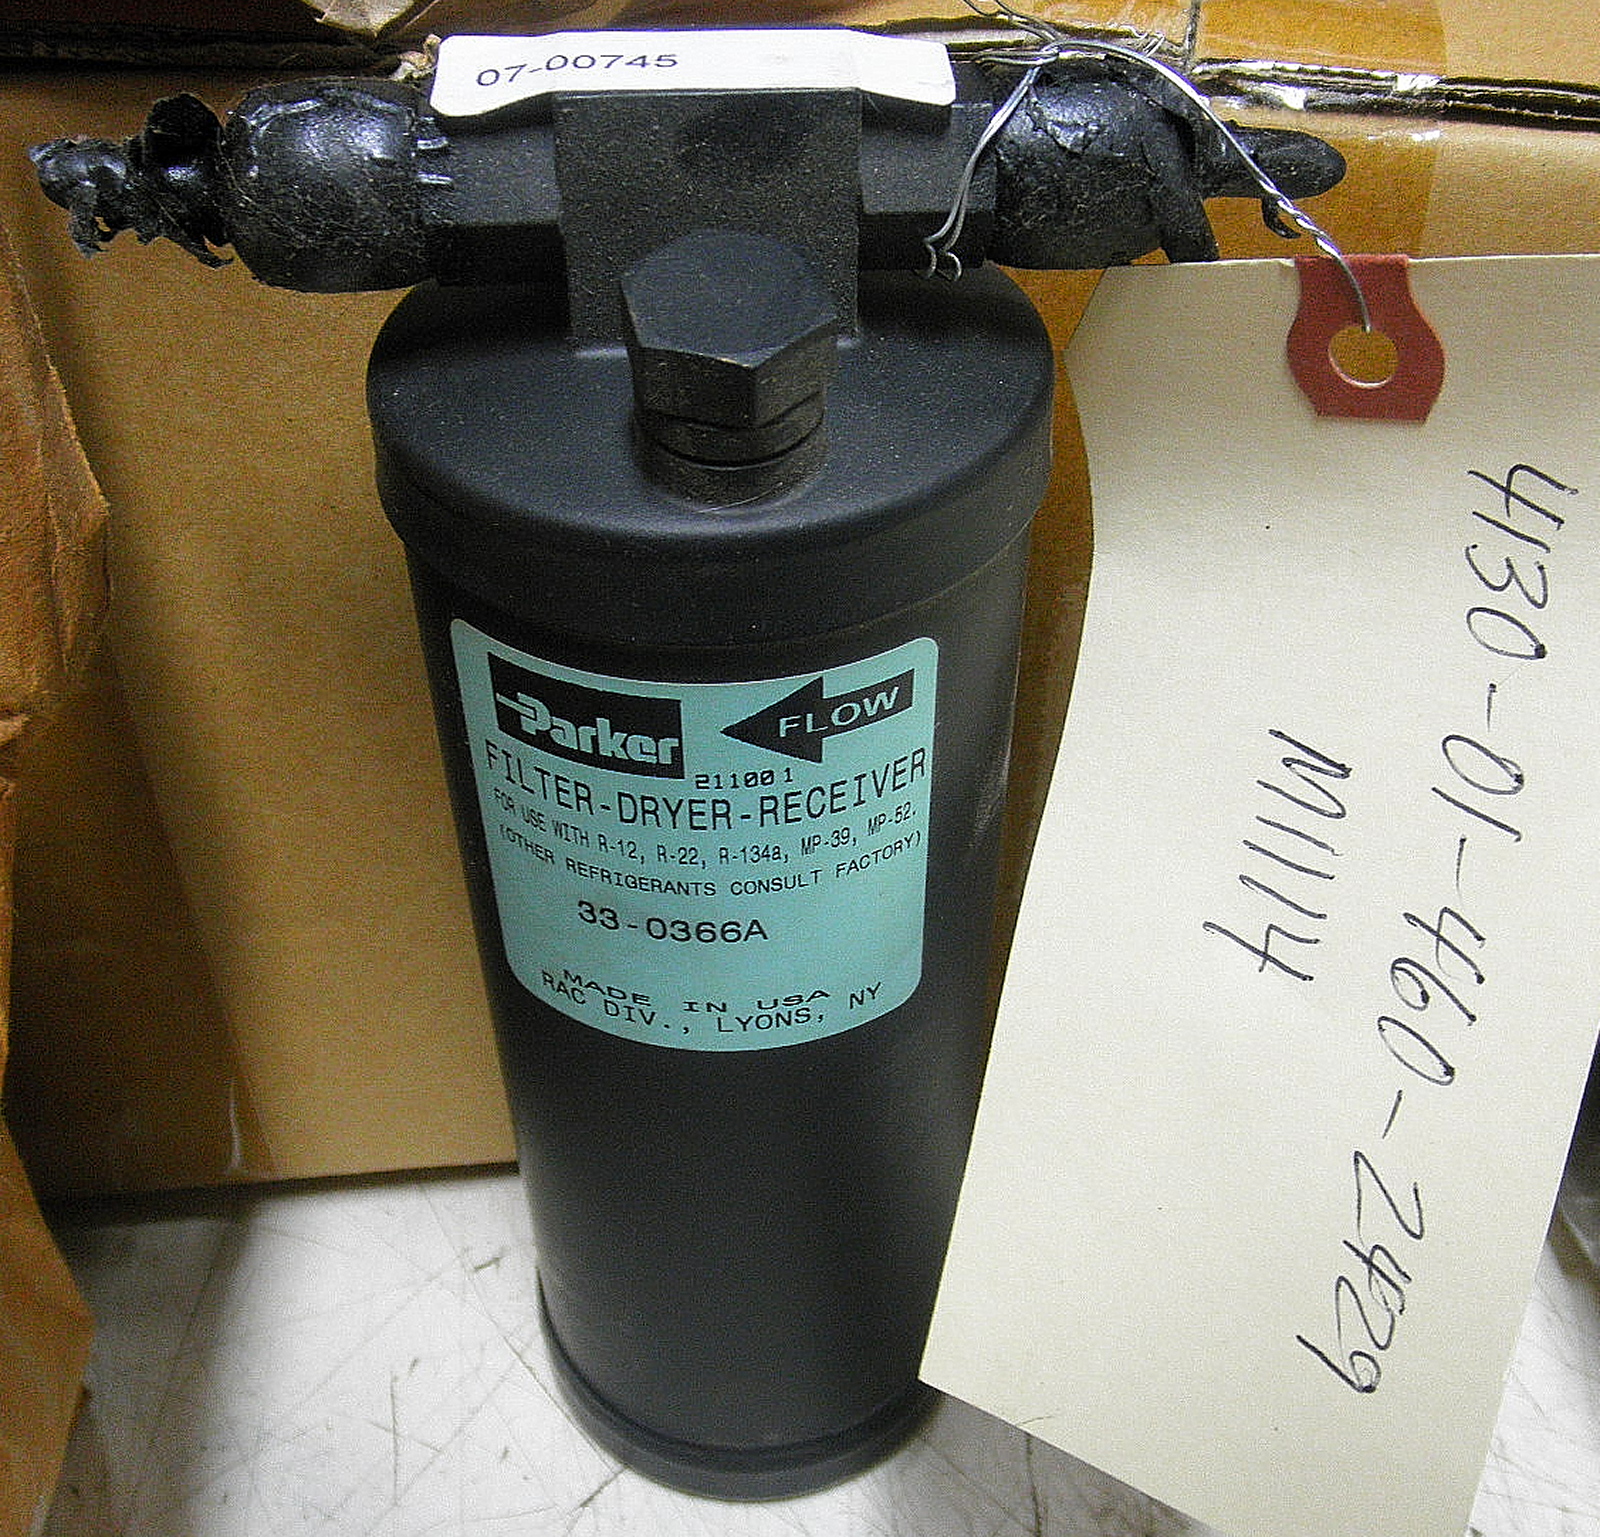 07-00745
Parker
FLOW
211001
FILTER-DRYER-RECEIVER
FOR USE WITH R-12, R-22, R-134a, MP-39, MP-52.
(OTHER REFRIGERANTS CONSULT FACTORY)
33-0366A
MADE IN USA
RAC DIV., LYONS, NY
4130-01-460-2429
M1114